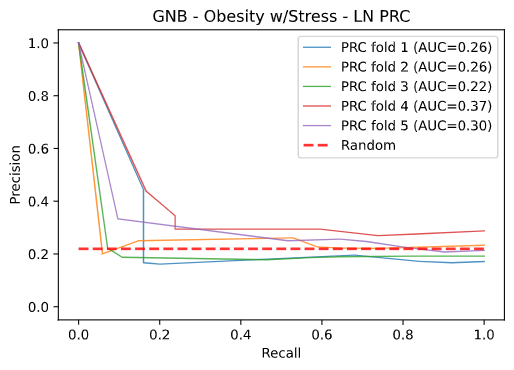 GNB - Obesity w/Stress - LN PRC
1.0
0.8
0.6
0.4
0.2
0.0
Precision
PRC fold 1 (AUC=0.26)
PRC fold 2 (AUC=0.26)
PRC fold 3 (AUC=0.22)
PRC fold 4 (AUC=0.37)
PRC fold 5 (AUC=0.30)
Random
0.0 0.2 0.4 0.6 0.8 1.0
Recall